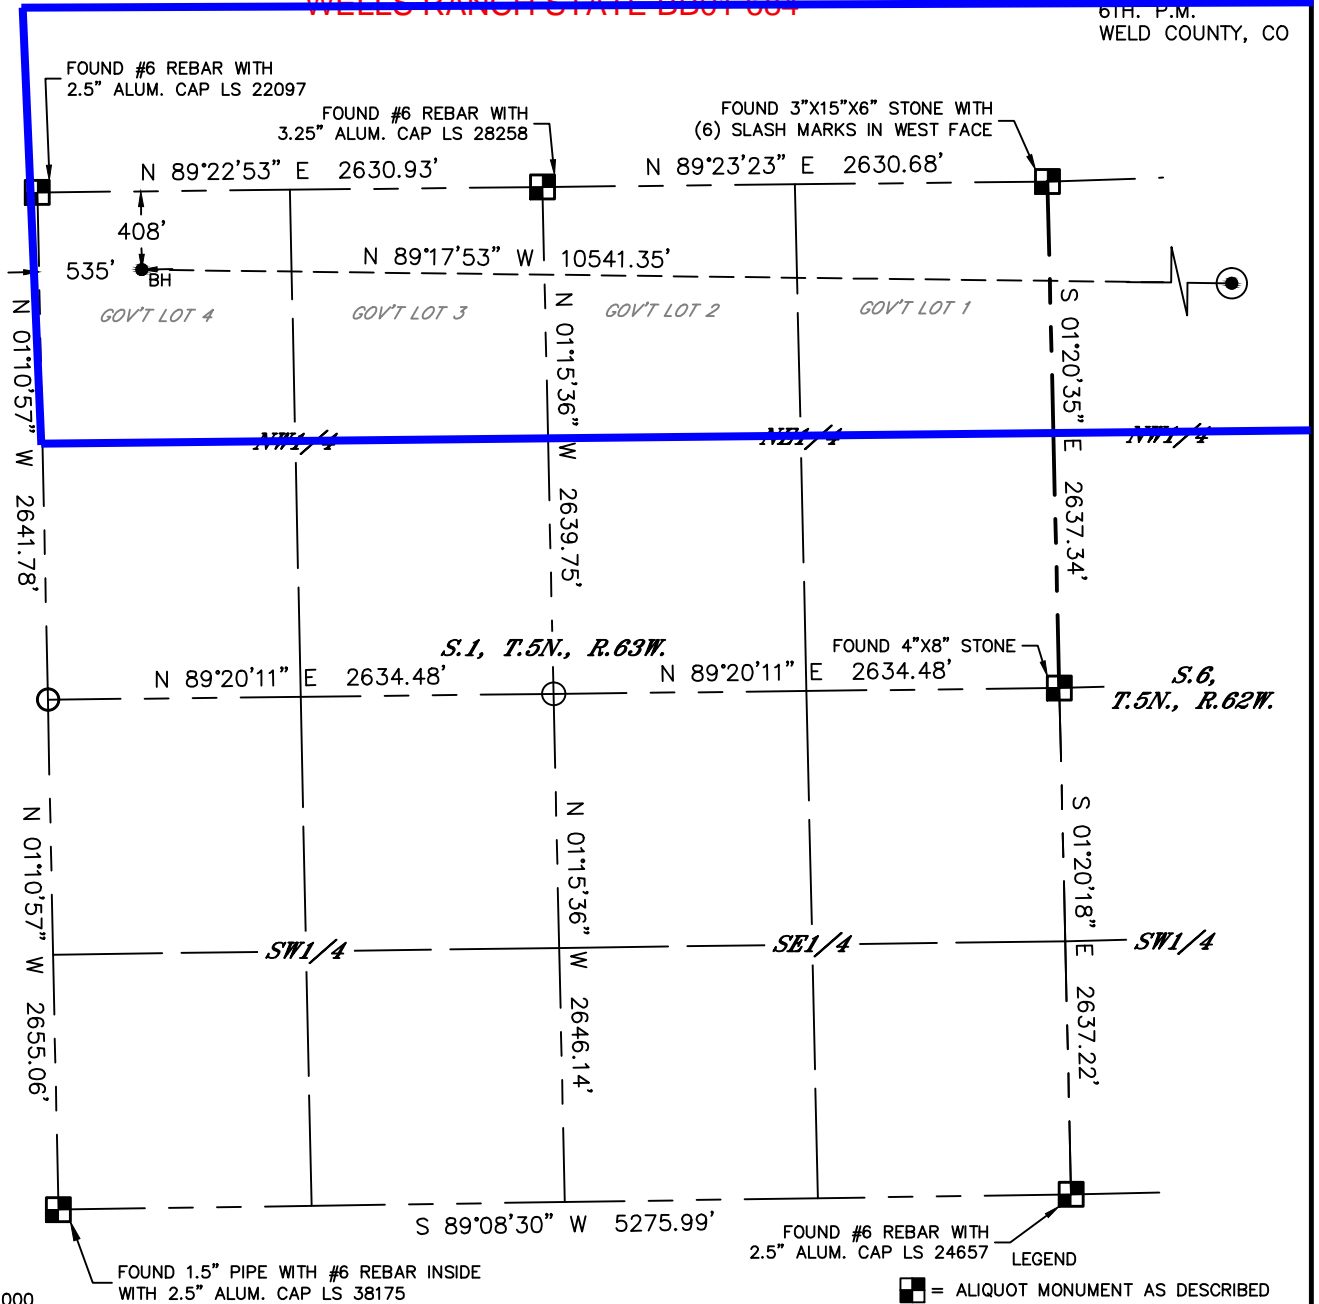 WELLS RANCH STATE BB01-684
6TH. P.M.
WELD COUNTY, CO
FOUND #6 REBAR WITH
2.5" ALUM. CAP LS 22097
FOUND #6 REBAR WITH
3.25" ALUM. CAP LS 28258
FOUND 3"X15"X6" STONE WITH
(6) SLASH MARKS IN WEST FACE
N 89°22'53" E 2630.93'
N 89°23'23" E 2630.68'
408'
535'
BH
N 89°17'53" W 10541.35'
GOV'T LOT 4
GOV'T LOT 3
GOV'T LOT 2
GOV'T LOT 1
N 01°10'57" W 2641.78'
N 01°15'36" W 2639.75'
S 01°20'35" E 2637.34'
NW1/4
NE1/4
NW1/4
S.1, T.5N., R.63W.
FOUND 4"X8" STONE
N 89°20'11" E 2634.48'
N 89°20'11" E 2634.48'
S.6,
T.5N., R.62W.
N 01°10'57" W 2655.06'
N 01°15'36" W 2646.14'
S 01°20'18" E 2637.22'
SW1/4
SE1/4
SW1/4
S 89°08'30" W 5275.99'
FOUND #6 REBAR WITH
2.5" ALUM. CAP LS 24657
LEGEND
FOUND 1.5" PIPE WITH #6 REBAR INSIDE
WITH 2.5" ALUM. CAP LS 38175
= ALIQUOT MONUMENT AS DESCRIBED
000